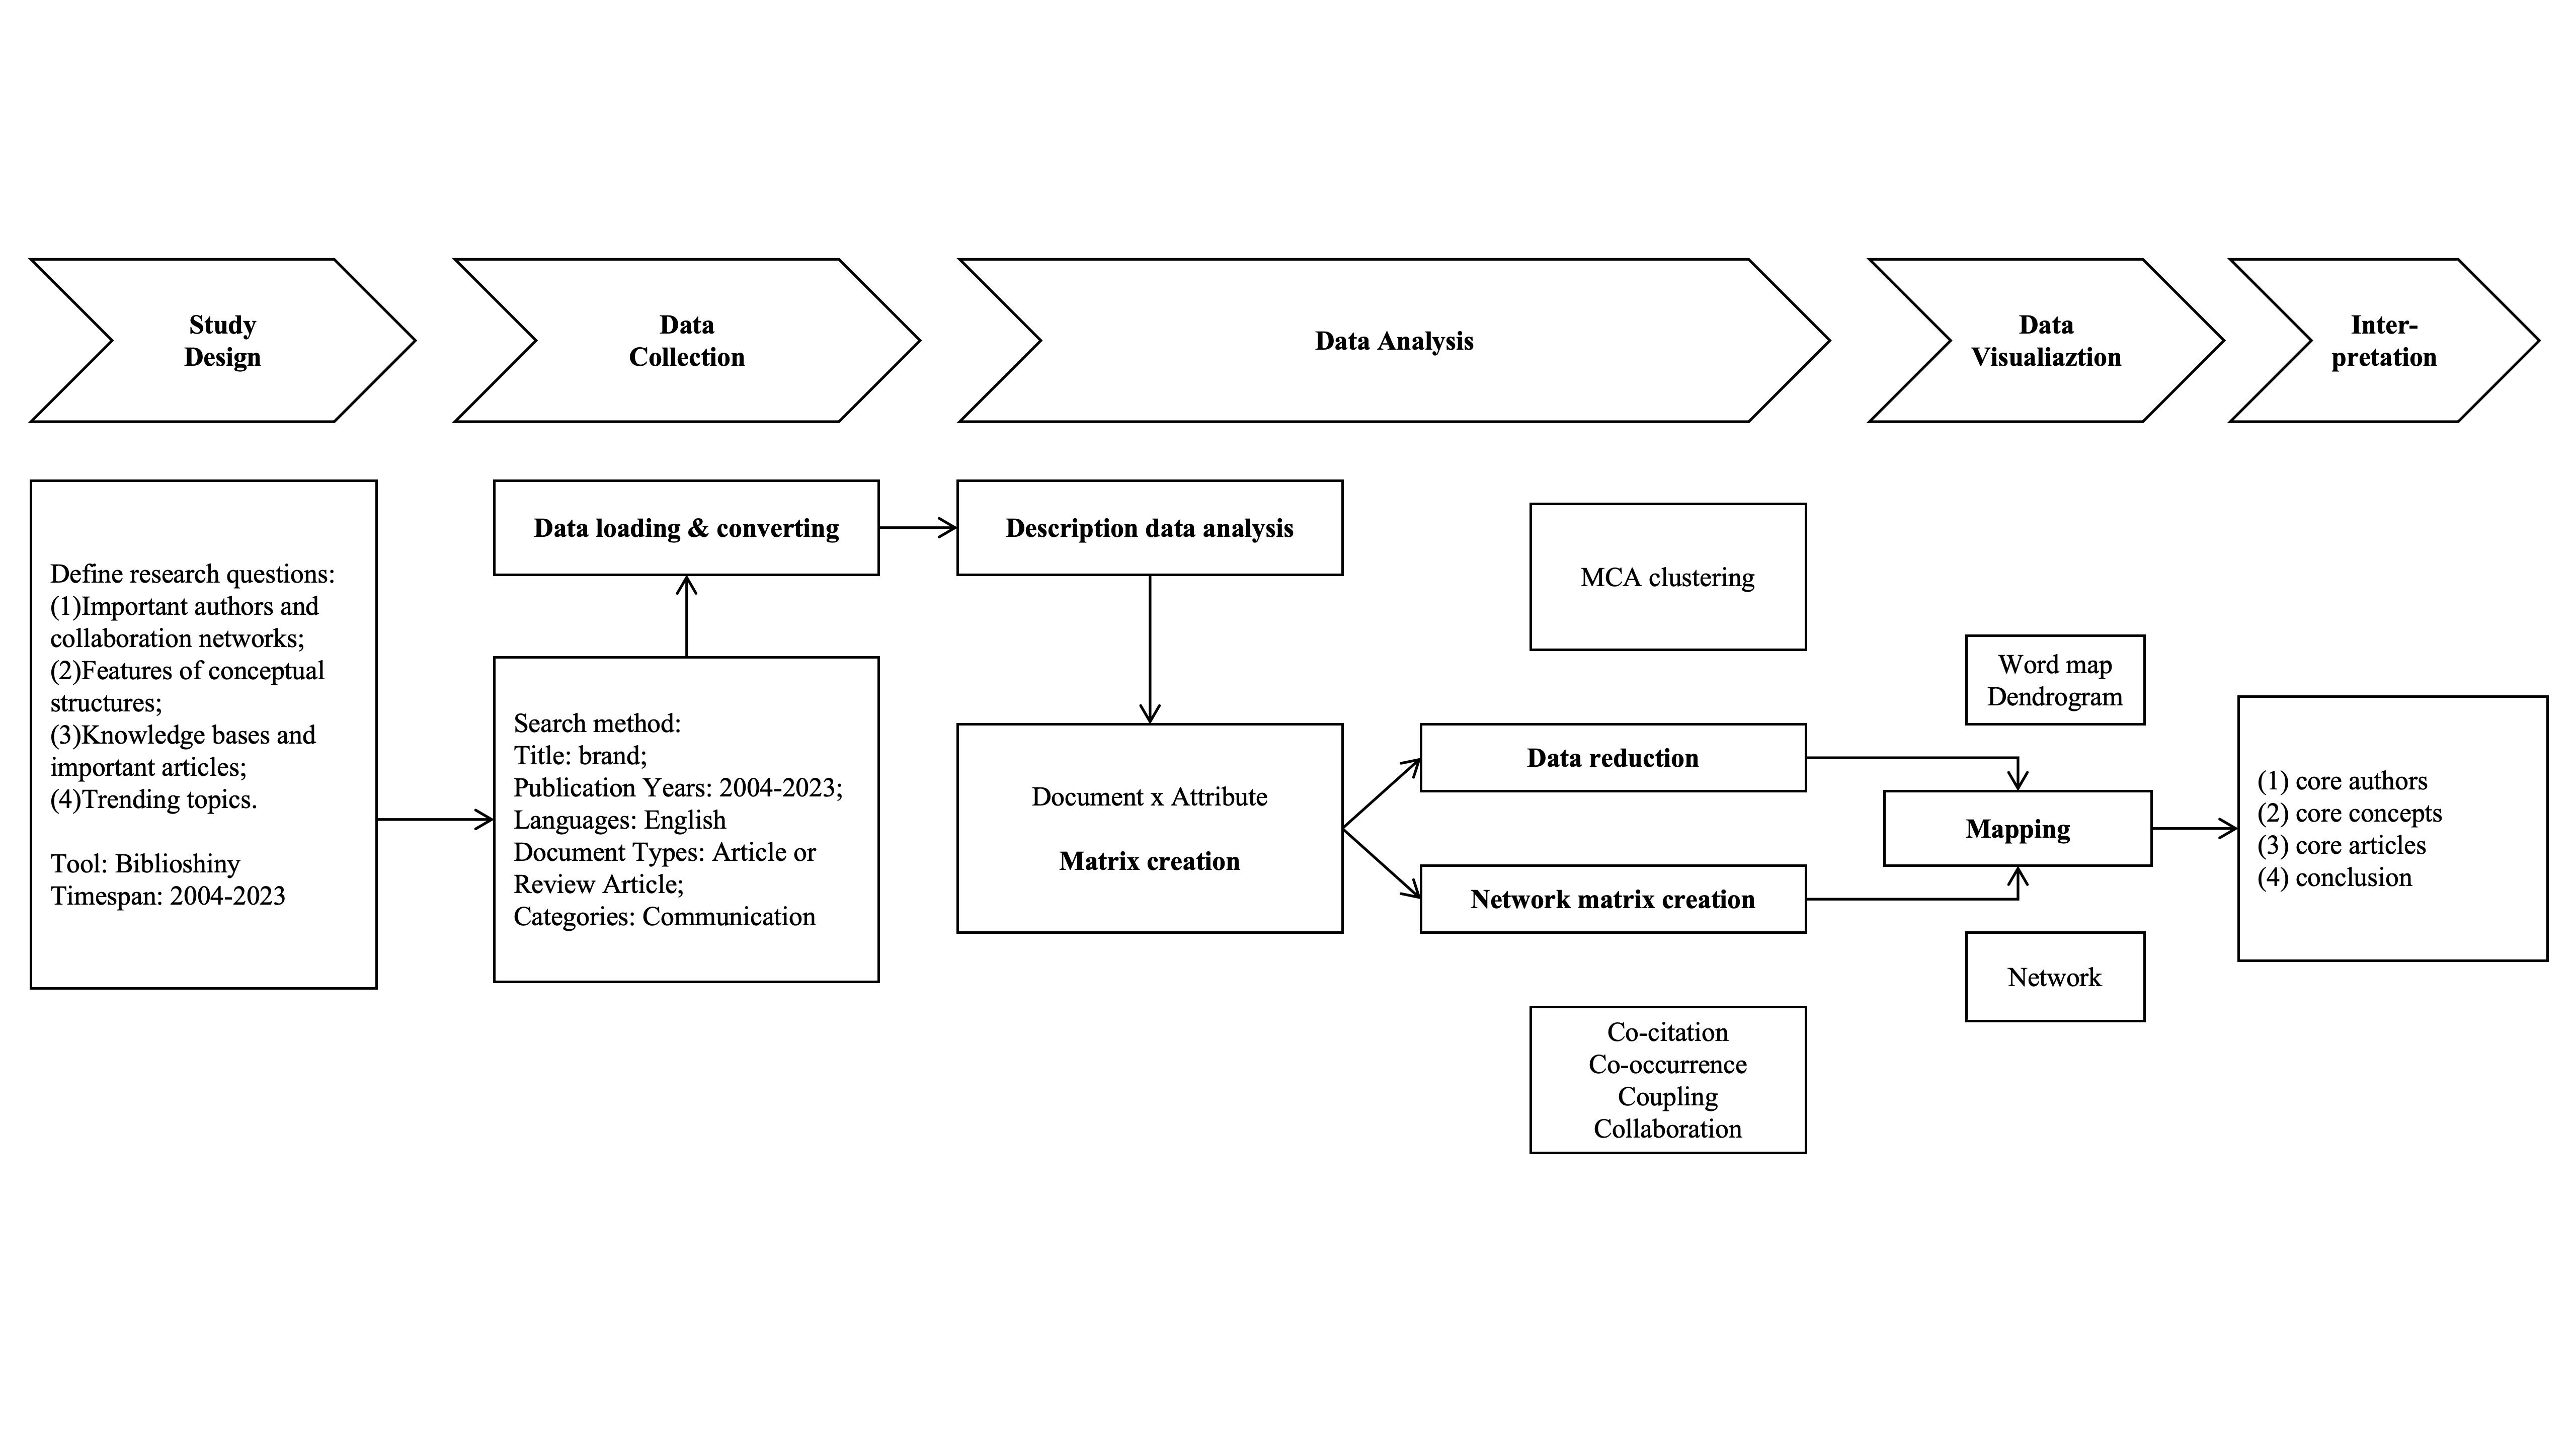 Study
Design
Data
Collection
Data Analysis
Data
Visualiaztion
Inter-
pretation
Define research questions:
(1)Important authors and
collaboration networks;
(2)Features of conceptual
structures;
(3)Knowledge bases and
important articles;
(4)Trending topics.
Tool: Biblioshiny
Timespan: 2004-2023
Data loading & converting
Search method:
Title: brand;
Publication Years: 2004-2023;
Languages: English
Document Types: Article or
Review Article;
Categories: Communication
Description data analysis
Document x Attribute
Matrix creation
MCA clustering
Data reduction
Network matrix creation
Co-citation
Co-occurrence
Coupling
Collaboration
Word map
Dendrogram
Mapping
Network
(1) core authors
(2) core concepts
(3) core articles
(4) conclusion